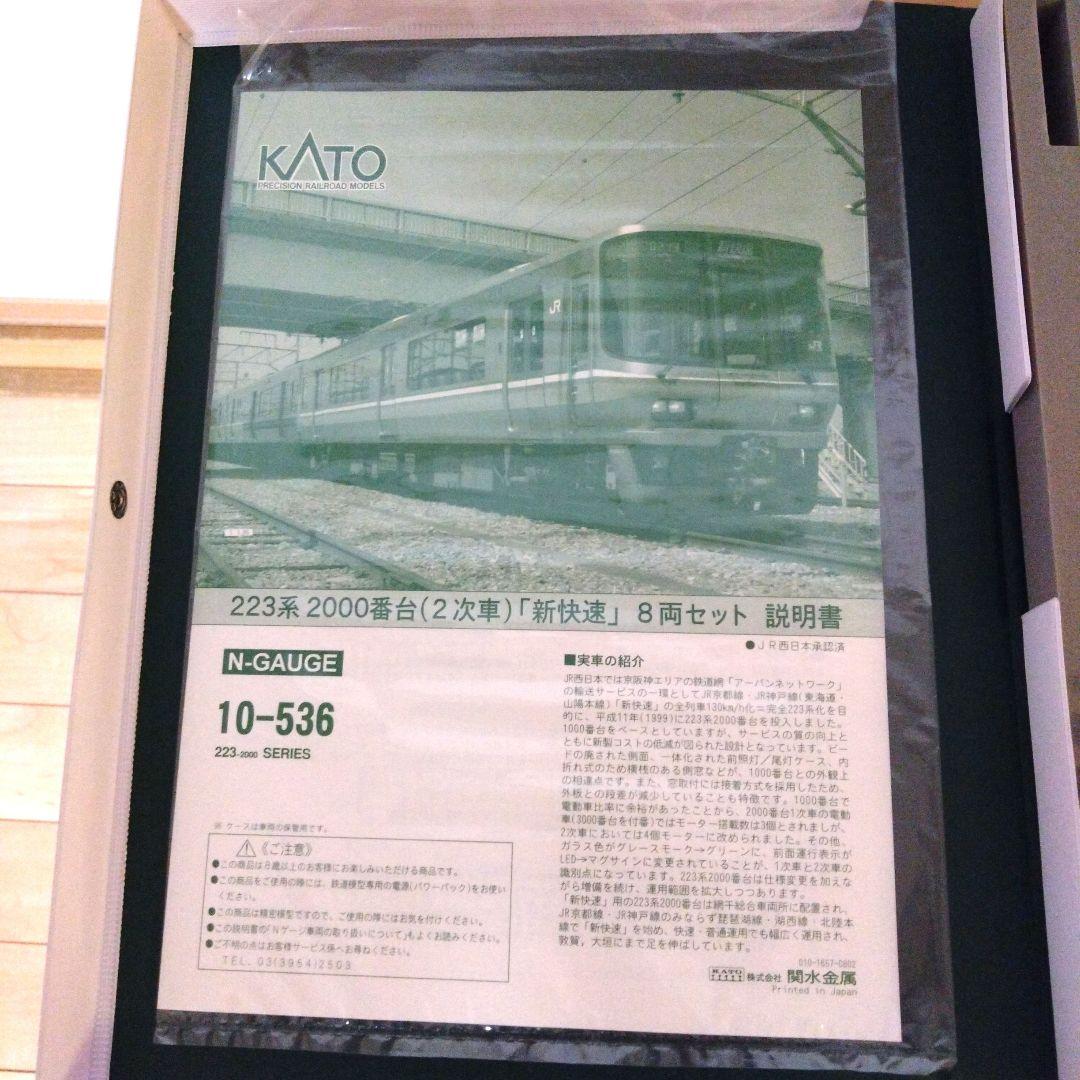 KATO
PRECISION RAILROAD MODELS
新快速
JR
JR
223系 2000番台(2次車)「新快速」 8両セット 説明書
●JR西日本承認済
N-GAUGE
10-536
223-2000 SERIES
※ ケースは車両の保管用です。
⚠《ご注意》
●この商品は8歳以上のお客様にお楽しみいただける商品です。
●この商品をご使用の際には、鉄道模型専用の電源(パワーパック)をお使い
ください。
●この商品は精密模型ですので、ご使用の際にはお気を付けください。
●この説明書の「Nゲージ車両の取り扱いについて」もよくお読みください。
●ご不明の点はお客様サービス係へお尋ねください。
TEL. 03(3954)2503
■実車の紹介
JR西日本では京阪神エリアの鉄道網「アーバンネットワーク」
の輸送サービスの一環としてJR京都線・JR神戸線(東海道・
山陽本線)「新快速」の全列車130km/h化=完全223系化を目
的に、平成11年(1999)に223系2000番台を投入しました。
1000番台をベースとしていますが、サービスの質の向上と
ともに新製コストの低減が図られた設計となっています。ビー
ドの廃された側面、一体化された前照灯/尾灯ケース、内
折れ式のため横桟のある側窓などが、1000番台との外観上
の相違点です。また、窓取付には接着方式を採用したため、
外板との段差が減少していることも特徴です。1000番台で
電動車比率に余裕があったことから、2000番台1次車の電動
車(3000番台を付番)ではモーター搭載数は3個とされましが、
2次車においては4個モーターに改められました。その他、
ガラス色がグレースモーク→グリーンに、前面運行表示が
LED→マグサインに変更されていることが、1次車と2次車の
識別点になっています。223系2000番台は仕様変更を加えな
がら増備を続け、運用範囲を拡大しつつあります。
「新快速」用の223系2000番台は網干総合車両所に配置され、
JR京都線・JR神戸線のみならず琵琶湖線・湖西線・北陸本
線で「新快速」を始め、快速・普通運用でも幅広く運用され、
敦賀，大垣にまで足を伸ばしています。
010-1657-0802
KATO 株式会社 関水金属
Printed in Japan